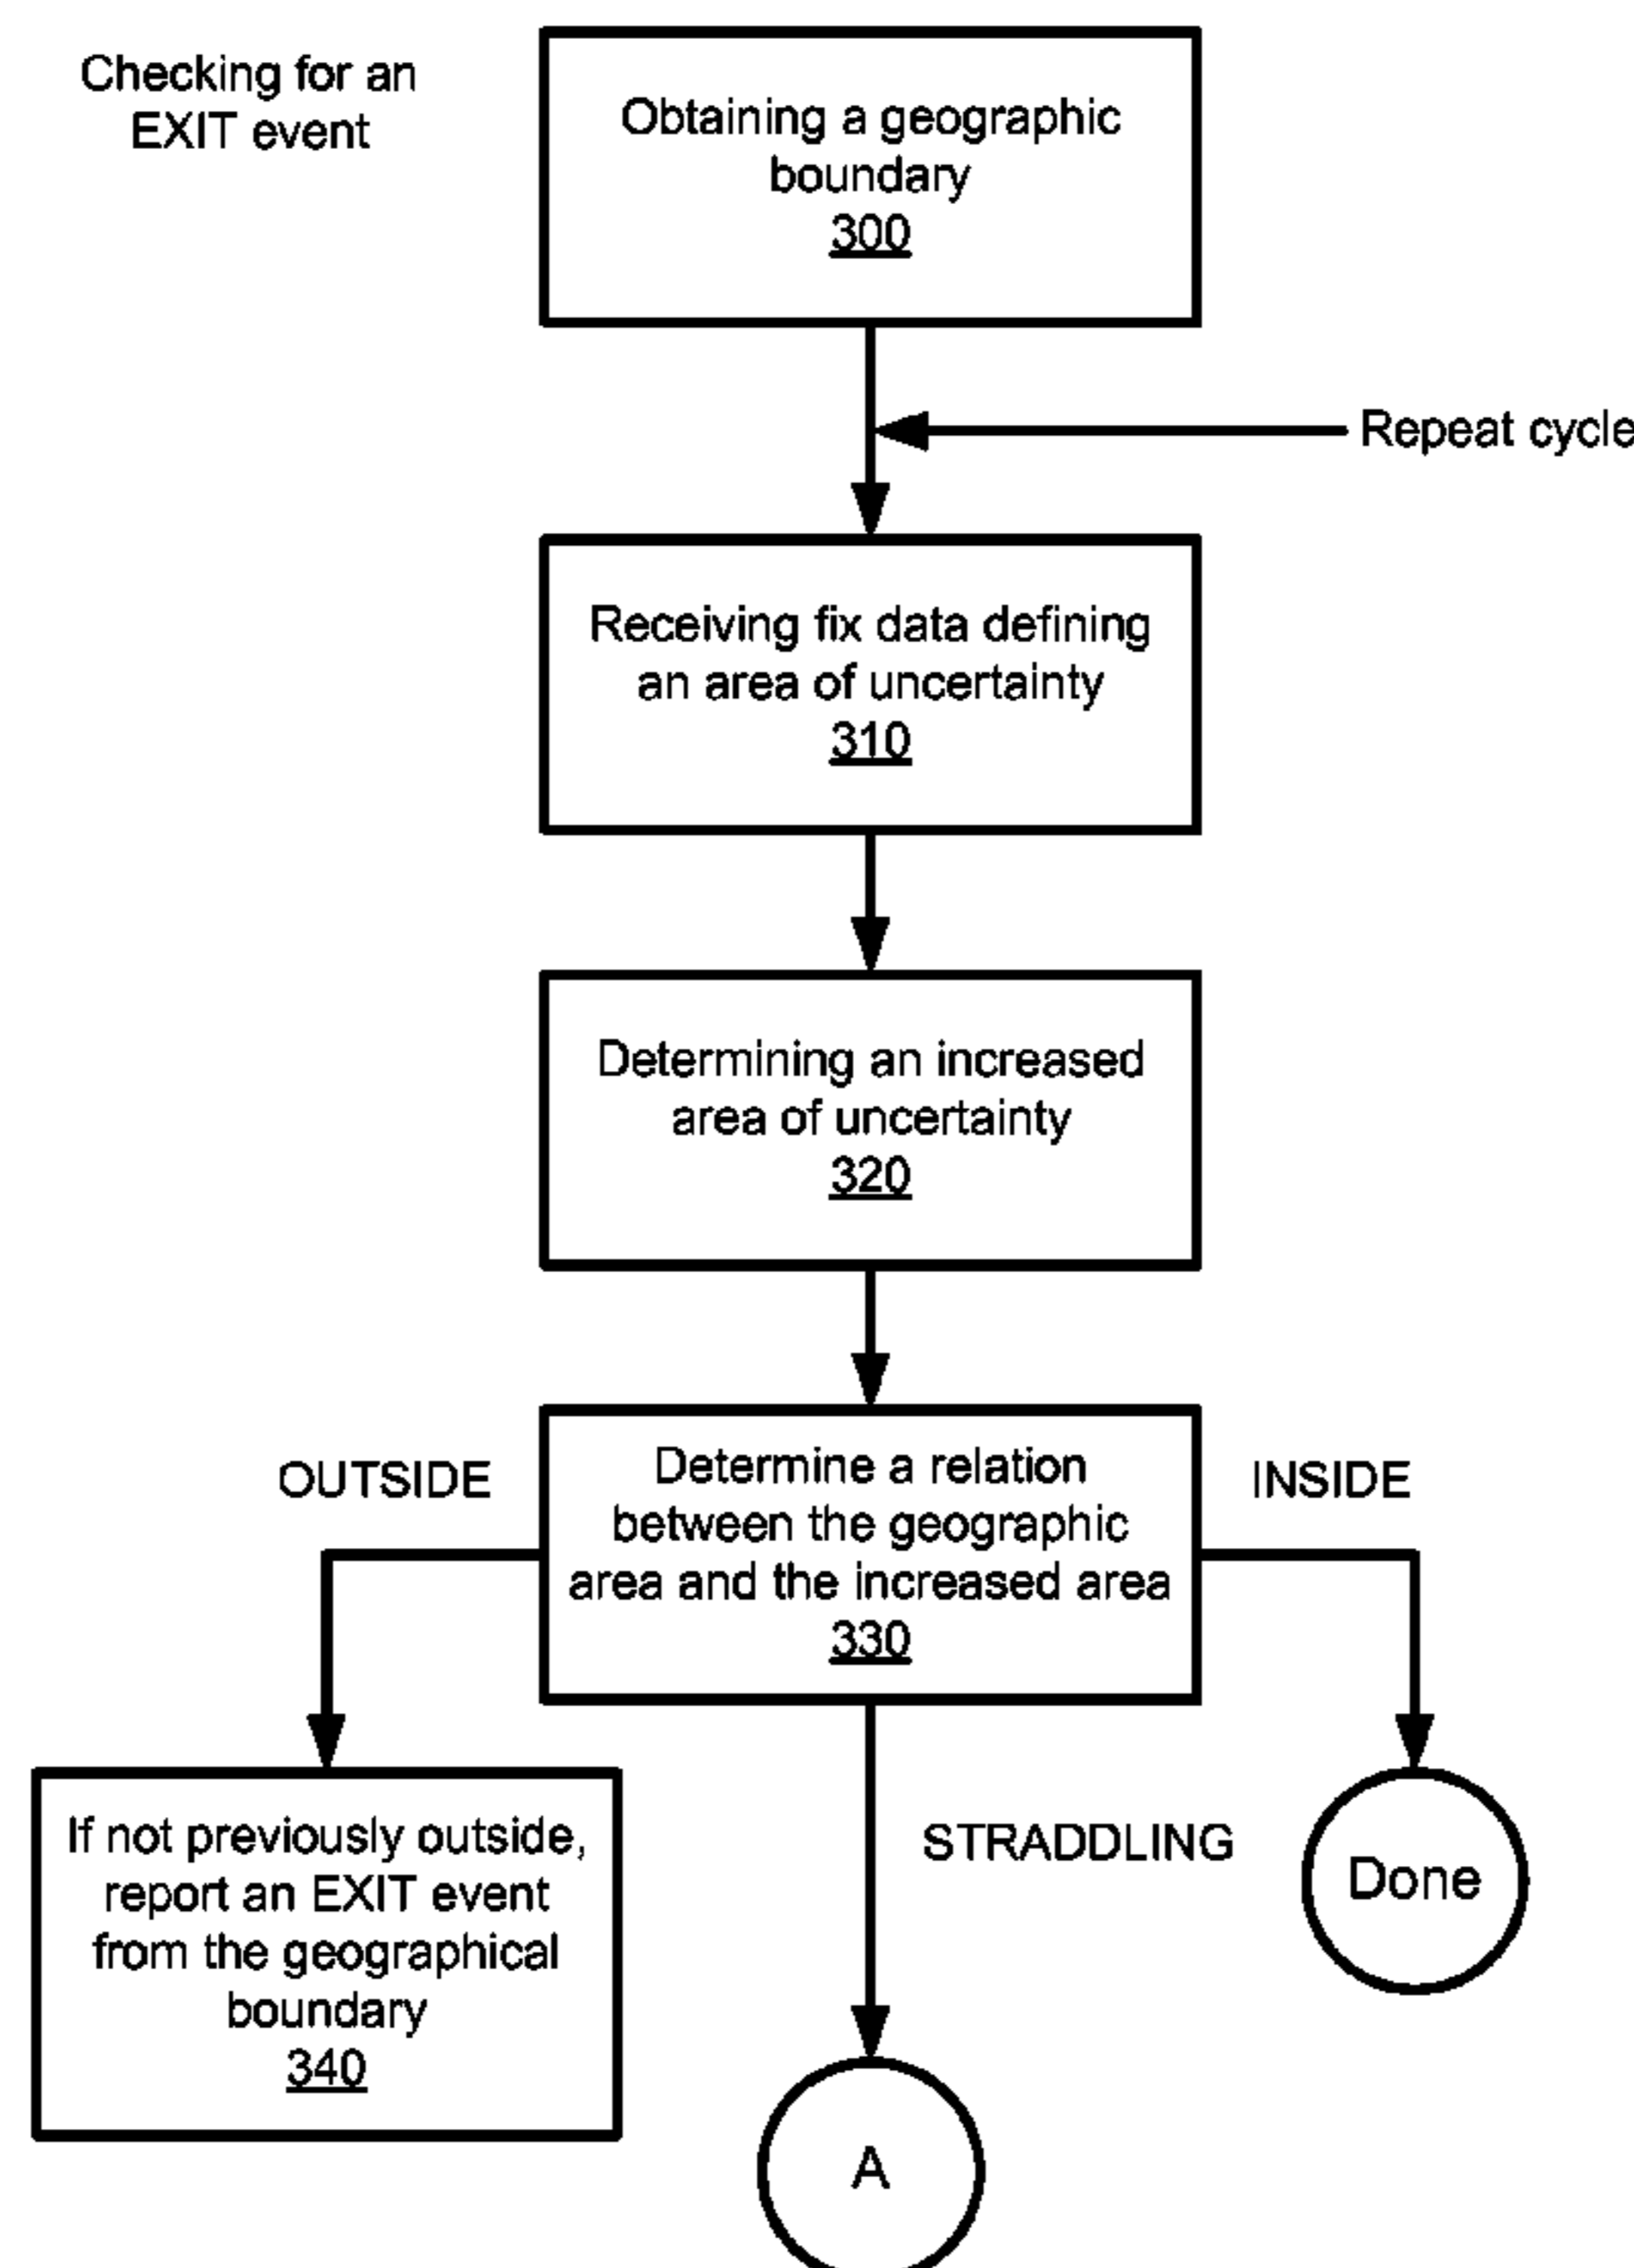 Checking for an
EXIT event
Obtaining a geographic
boundary
300
Repeat cycle
Receiving fix data defining
an area of uncertainty
310
Determining an increased
area of uncertainty
320
OUTSIDE
Determine a relation
between the geographic
area and the increased area
330
INSIDE
If not previously outside,
report an EXIT event
from the geographical
boundary
340
STRADDLING
Done
A